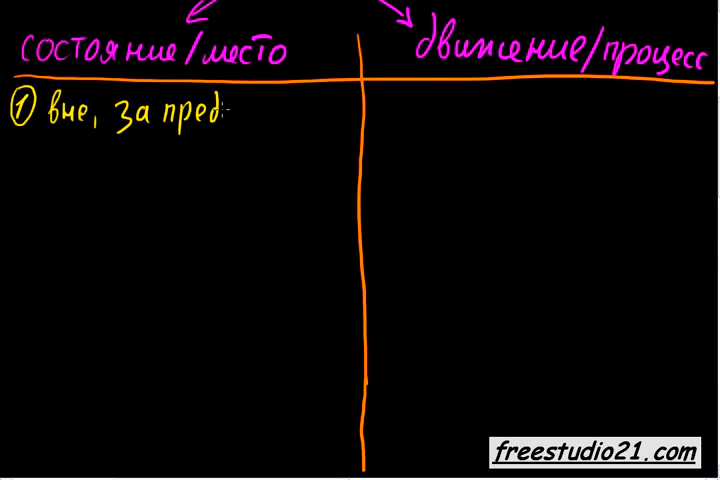 состояние/место
движение/процесс
① вне, за пред
freestudio21.com